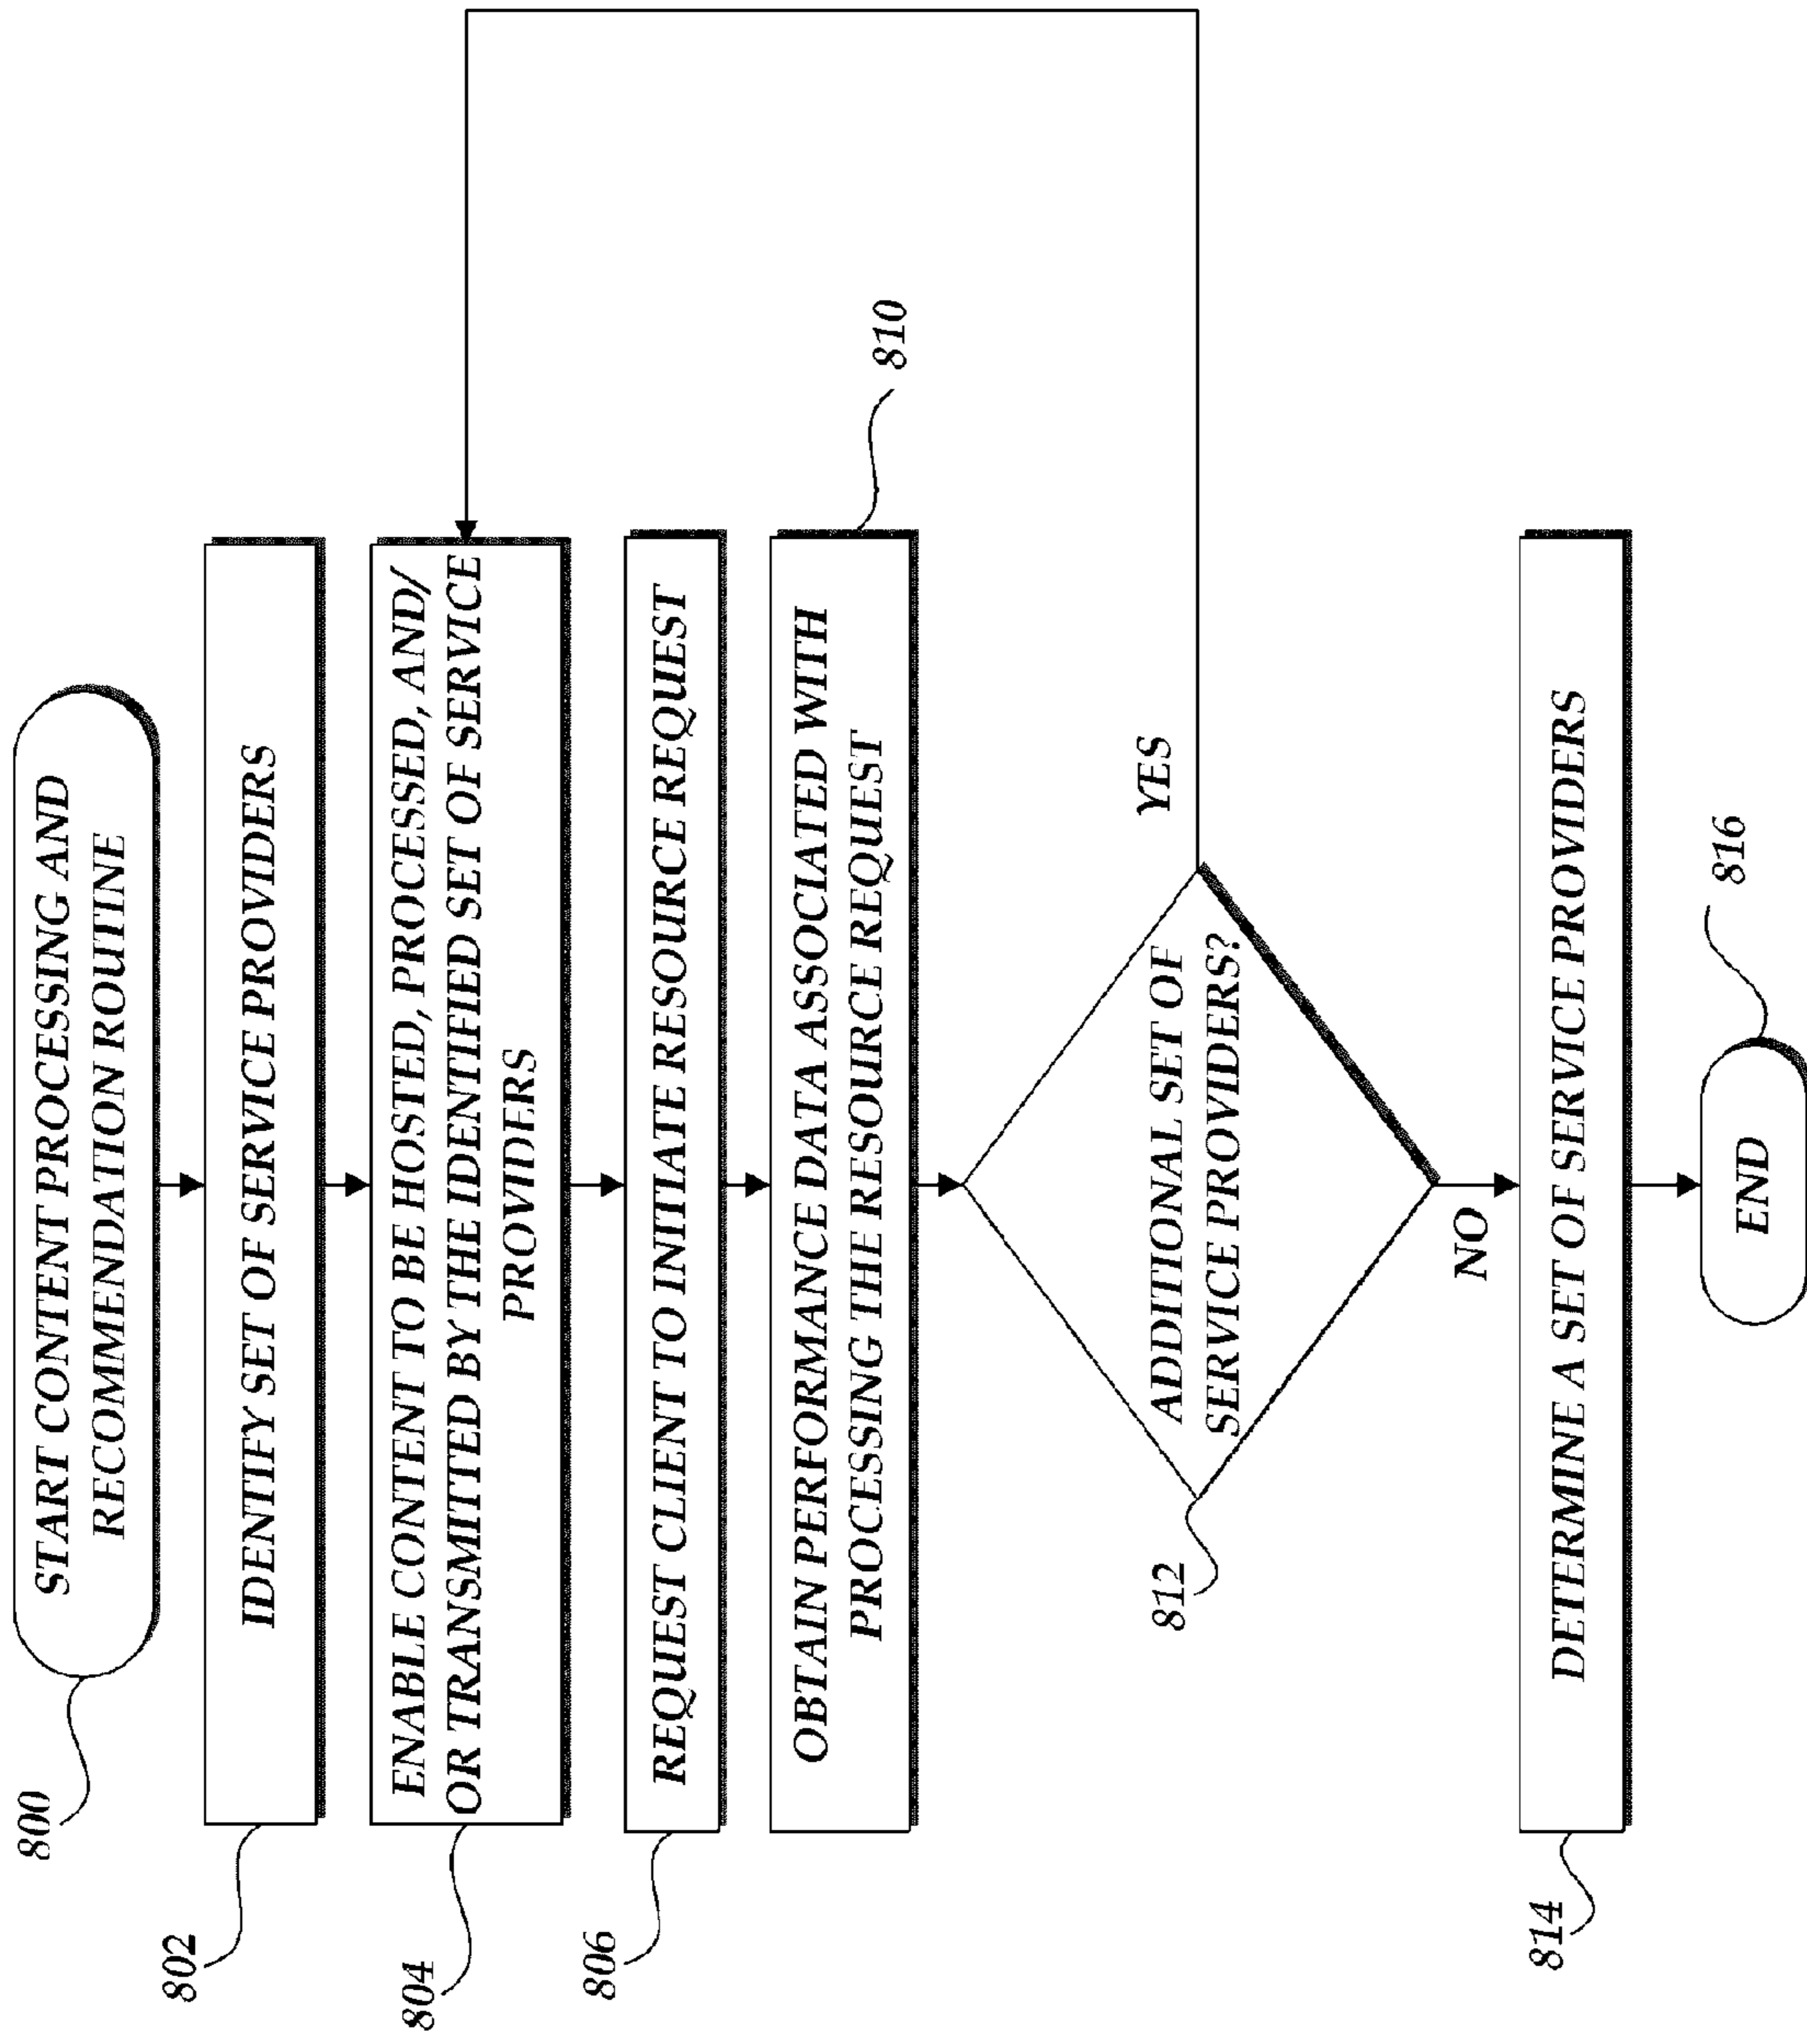 800
START CONTENT PROCESSING AND
RECOMMENDATION ROUTINE
802
IDENTIFY SET OF SERVICE PROVIDERS
804
ENABLE CONTENT TO BE HOSTED, PROCESSED, AND/
OR TRANSMITTED BY THE IDENTIFIED SET OF SERVICE
PROVIDERS
806
REQUEST CLIENT TO INITIATE RESOURCE REQUEST
810
OBTAIN PERFORMANCE DATA ASSOCIATED WITH
PROCESSING THE RESOURCE REQUEST
812
ADDITIONAL SET OF
SERVICE PROVIDERS?
YES
NO
814
DETERMINE A SET OF SERVICE PROVIDERS
816
END